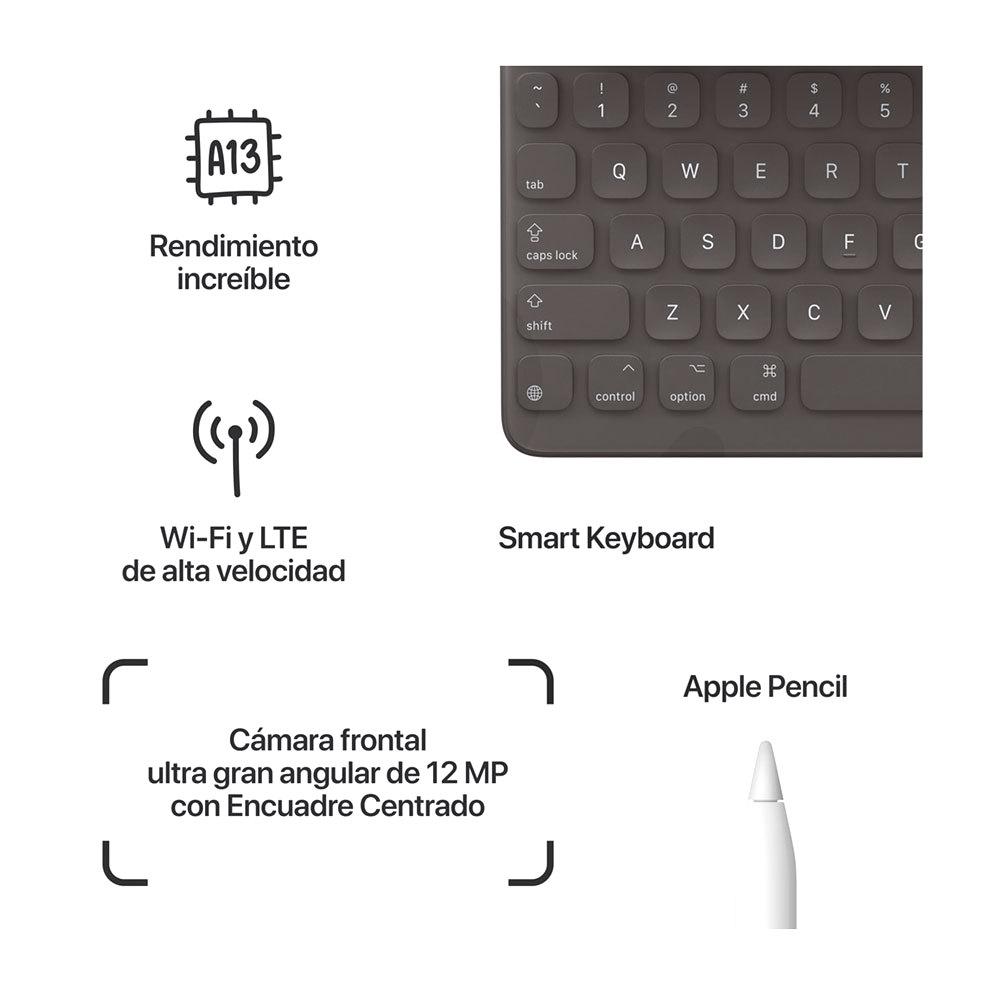 A13
Rendimiento
increíble
~ ! @ # $ %
` 1 2 3 4 5
tab Q W E R T
caps lock A S D F G
shift Z X C V
control option cmd
Wi-Fi y LTE
de alta velocidad
Smart Keyboard
Cámara frontal
ultra gran angular de 12 MP
con Encuadre Centrado
Apple Pencil